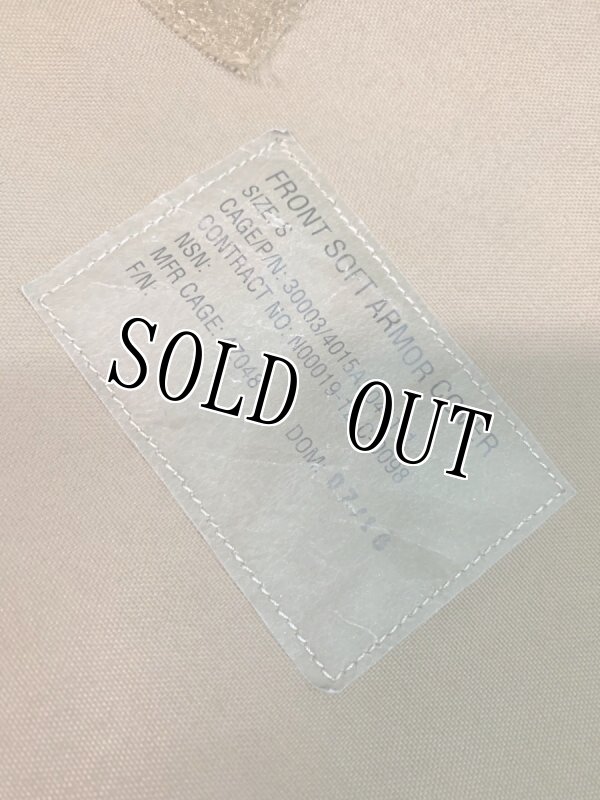 FRONT SOFT ARMOR COVER
SIZE: S
CAGE/P/N: 30003/4015A
CONTRACT NO: N00019-
NSN:
MFR CAGE: DOM:
F/N:
SOLD OUT